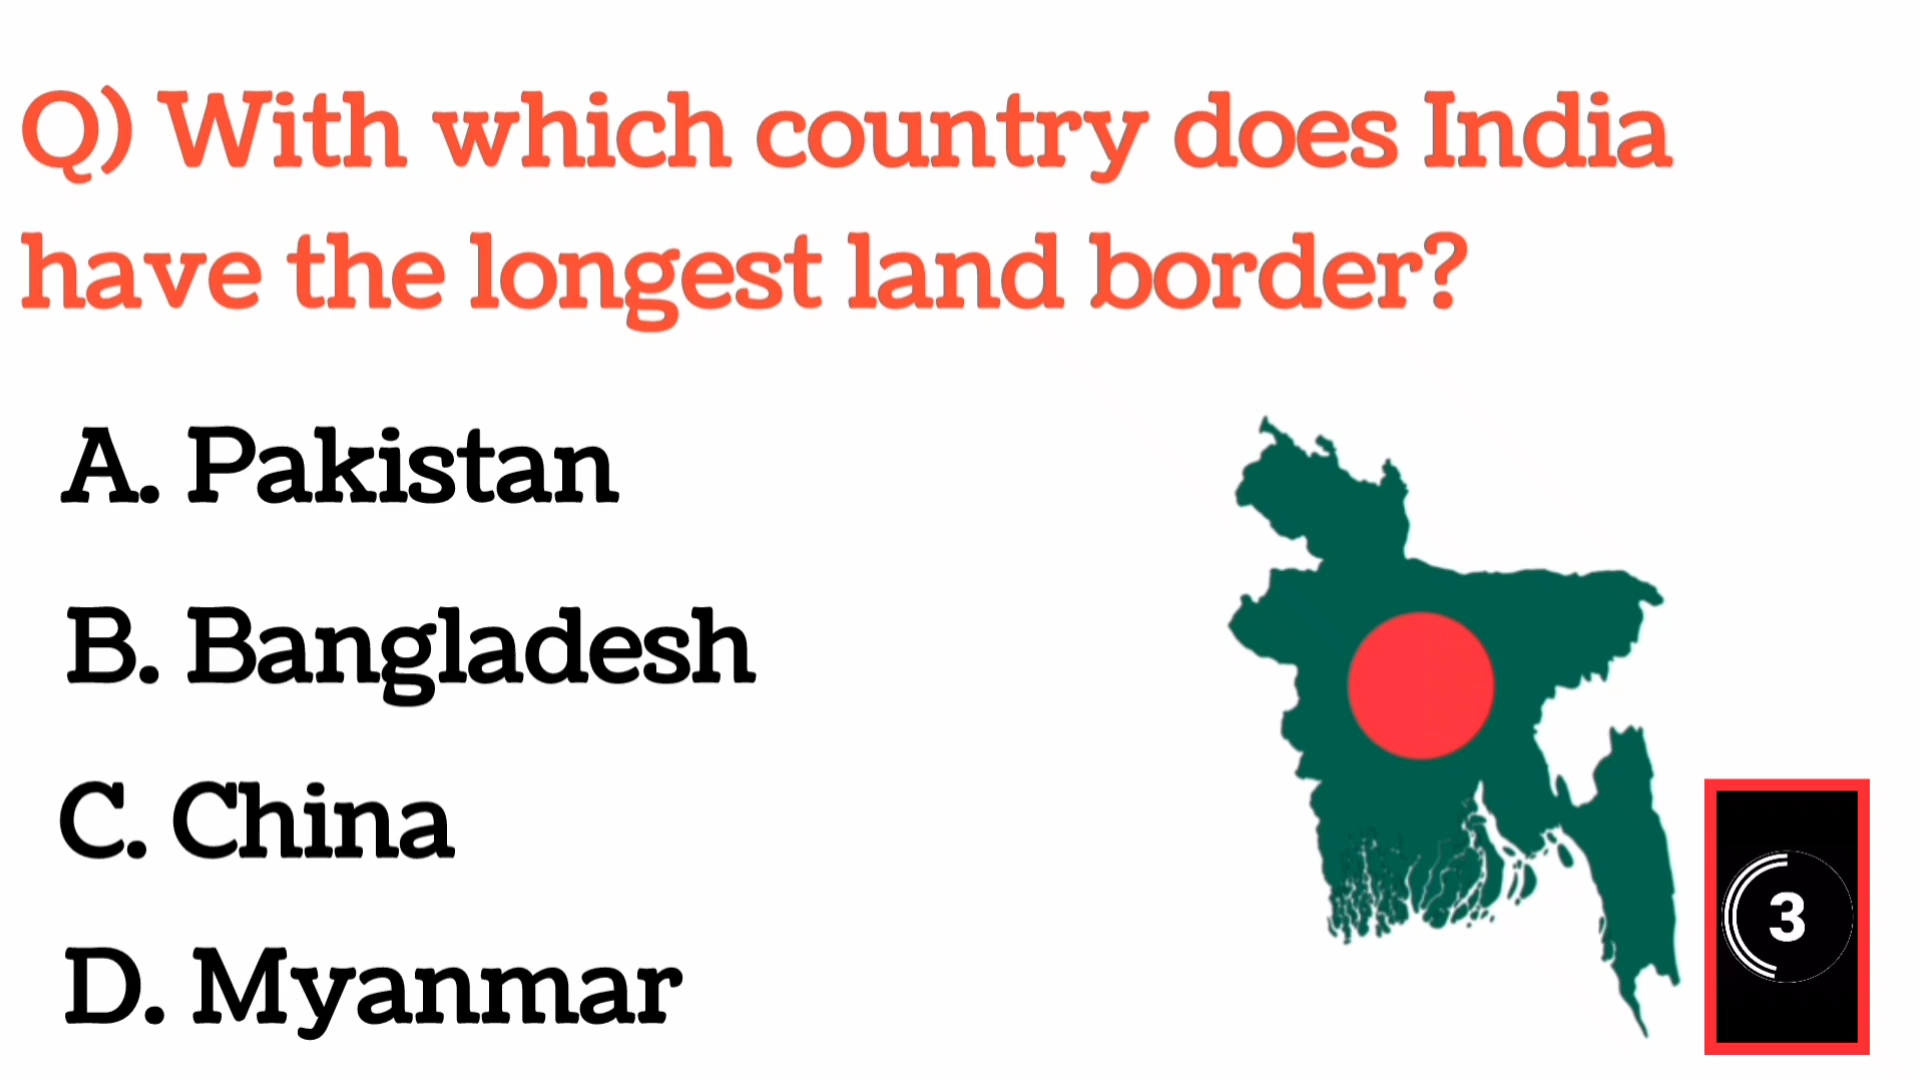 Q) With which country does India
have the longest land border?
A. Pakistan
B. Bangladesh
C. China
D. Myanmar
3